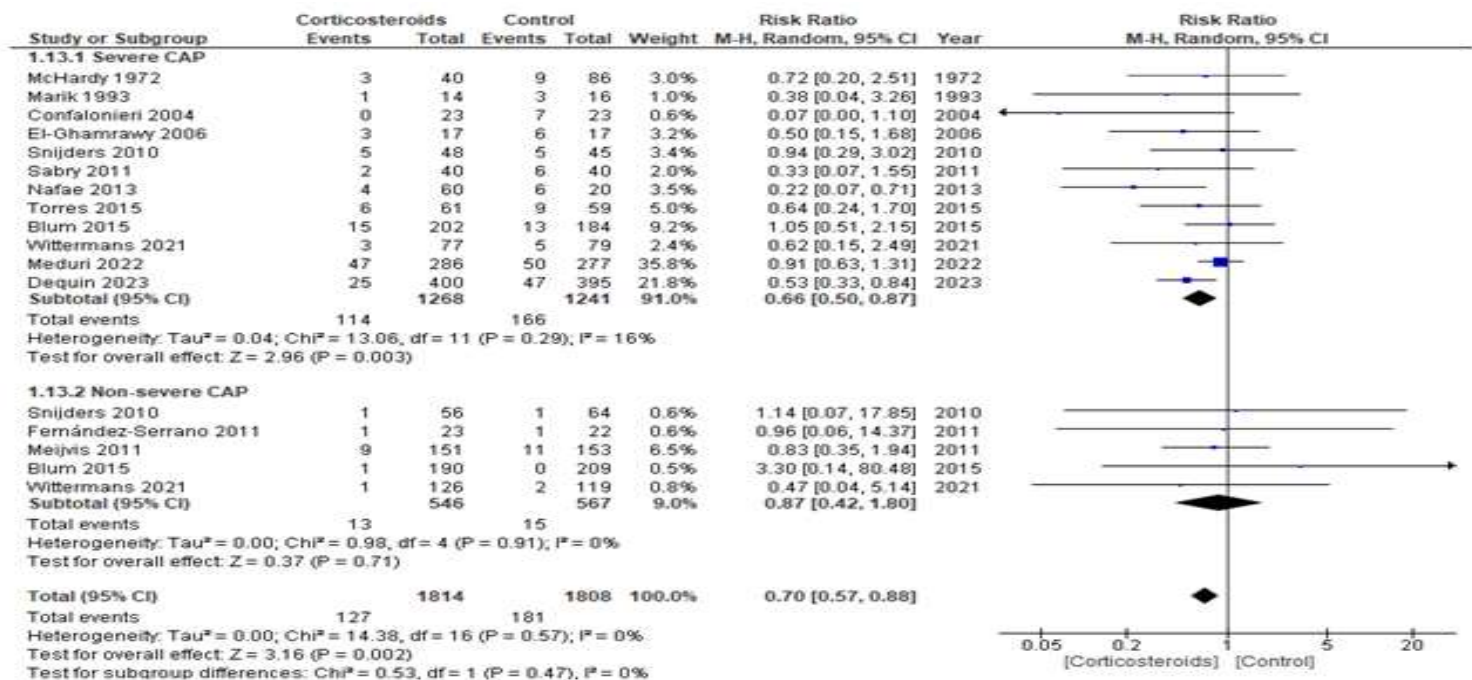 Corticosteroids Control Risk Ratio Risk Ratio
Study or Subgroup Events Total Events Total Weight M-H, Random, 95% CI Year M-H, Random, 95% CI
1.13.1 Severe CAP
McHardy 1972 3 40 9 86 3.0% 0.72 [0.20, 2.51] 1972
Marik 1993 1 14 3 16 1.0% 0.38 [0.04, 3.26] 1993
Confalonieri 2004 0 23 7 23 0.6% 0.07 [0.00, 1.10] 2004
El-Ghamrawy 2006 3 17 6 17 3.2% 0.50 [0.15, 1.68] 2006
Snijders 2010 5 48 5 45 3.4% 0.94 [0.29, 3.02] 2010
Sabry 2011 2 40 6 40 2.0% 0.33 [0.07, 1.55] 2011
Nafae 2013 4 60 6 20 3.5% 0.22 [0.07, 0.71] 2013
Torres 2015 6 61 9 59 5.0% 0.64 [0.24, 1.70] 2015
Blum 2015 15 202 13 184 9.2% 1.05 [0.51, 2.15] 2015
Wittermans 2021 3 77 5 79 2.4% 0.62 [0.15, 2.49] 2021
Meduri 2022 47 286 50 277 35.8% 0.91 [0.63, 1.31] 2022
Dequin 2023 25 400 47 395 21.8% 0.53 [0.33, 0.84] 2023
Subtotal (95% CI) 1268 1241 91.0% 0.66 [0.50, 0.87]
Total events 114 166
Heterogeneity: Tau² = 0.04; Chi² = 13.06, df = 11 (P = 0.29); I² = 16%
Test for overall effect: Z = 2.96 (P = 0.003)
1.13.2 Non-severe CAP
Snijders 2010 1 56 1 64 0.6% 1.14 [0.07, 17.85] 2010
Fernández-Serrano 2011 1 23 1 22 0.6% 0.96 [0.06, 14.37] 2011
Meijvis 2011 9 151 11 153 6.5% 0.83 [0.35, 1.94] 2011
Blum 2015 1 190 0 209 0.5% 3.30 [0.14, 80.48] 2015
Wittermans 2021 1 126 2 119 0.8% 0.47 [0.04, 5.14] 2021
Subtotal (95% CI) 546 567 9.0% 0.87 [0.42, 1.80]
Total events 13 15
Heterogeneity: Tau² = 0.00; Chi² = 0.98, df = 4 (P = 0.91); I² = 0%
Test for overall effect: Z = 0.37 (P = 0.71)
Total (95% CI) 1814 1808 100.0% 0.70 [0.57, 0.88]
Total events 127 181
Heterogeneity: Tau² = 0.00; Chi² = 14.38, df = 16 (P = 0.57); I² = 0%
Test for overall effect: Z = 3.16 (P = 0.002)
Test for subgroup differences: Chi² = 0.53, df = 1 (P = 0.47), I² = 0%
0.05 0.2 1 5 20
[Corticosteroids] [Control]